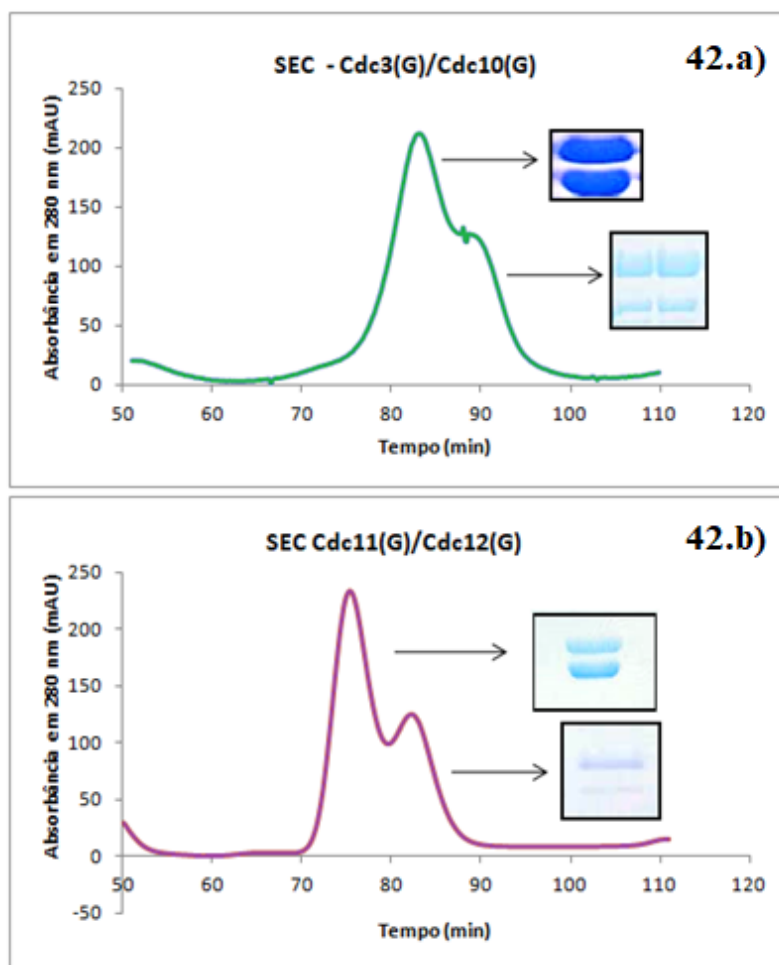 SEC - Cdc3(G)/Cdc10(G)
42.a)
Absorbância em 280 nm (mAU)
250
200
150
100
50
0
50 60 70 80 90 100 110 120
Tempo (min)
SEC Cdc11(G)/Cdc12(G)
42.b)
Absorbância em 280 nm (mAU)
250
200
150
100
50
0
-50
50 60 70 80 90 100 110 120
Tempo (min)